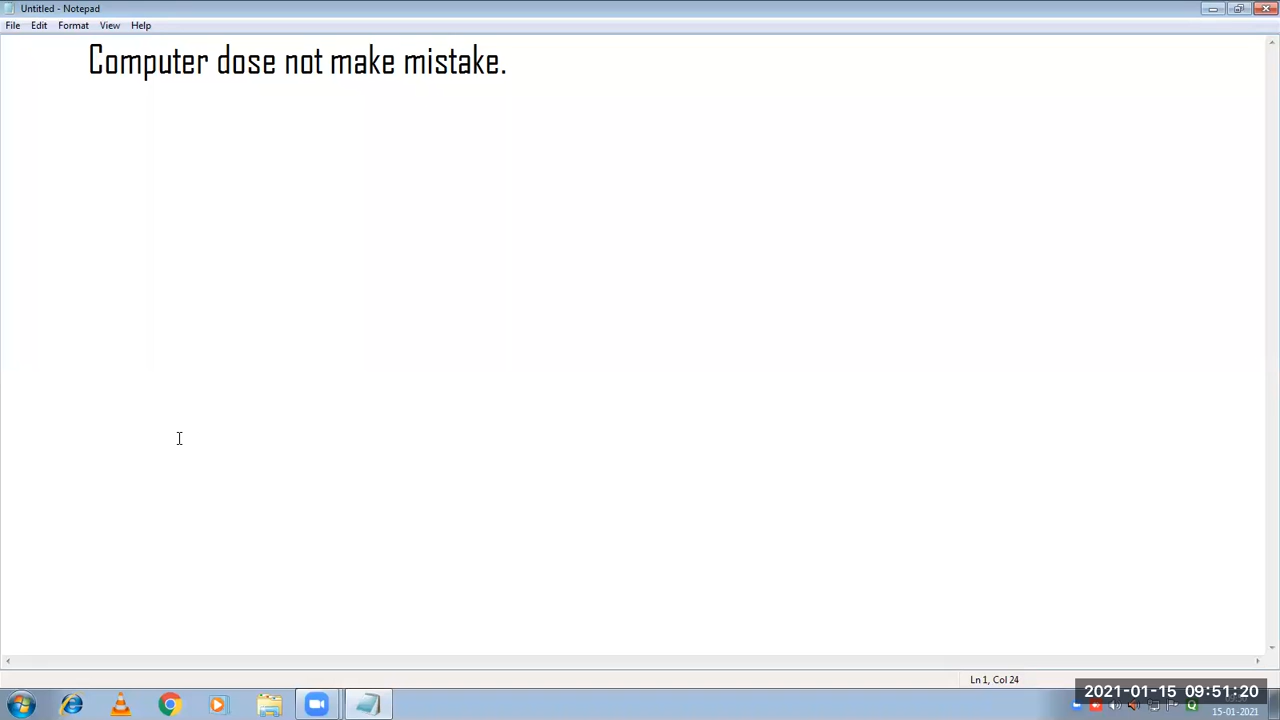 Untitled - Notepad
File Edit Format View Help
Computer dose not make mistake.
Ln 1, Col 24
2021-01-15 09:51:20
15-01-2021